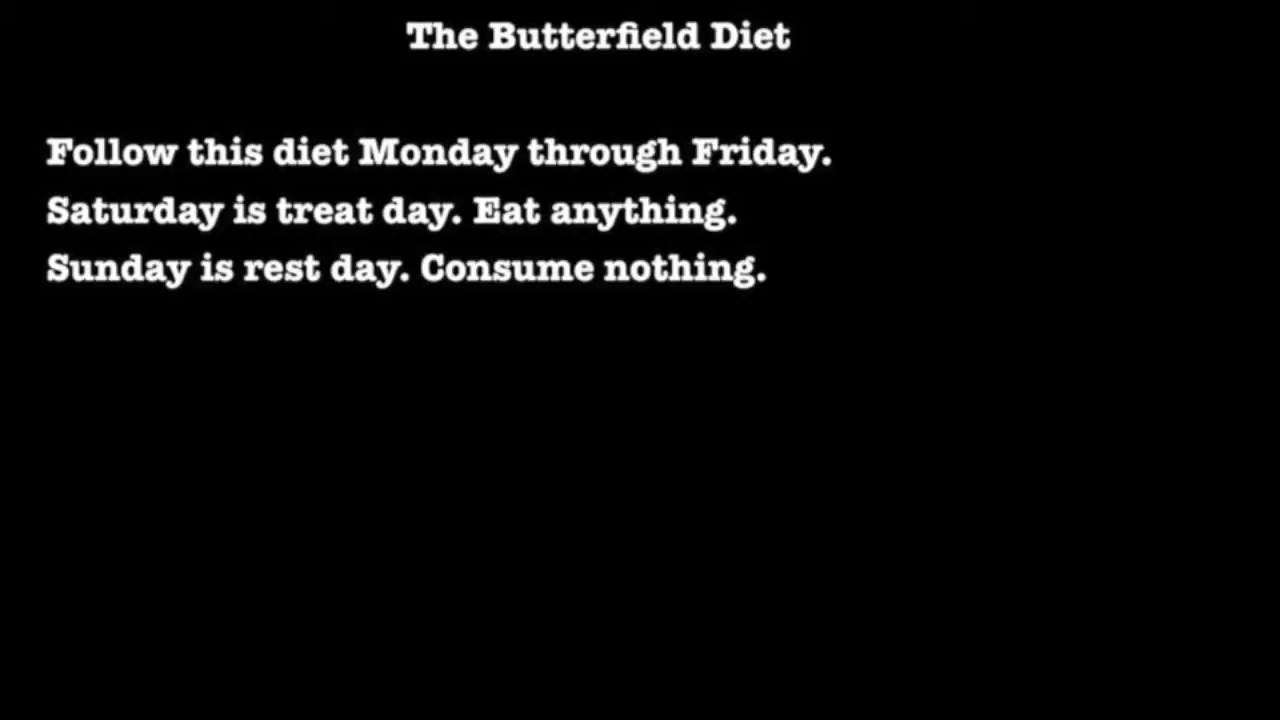 The Butterfield Diet
Follow this diet Monday through Friday.
Saturday is treat day. Eat anything.
Sunday is rest day. Consume nothing.